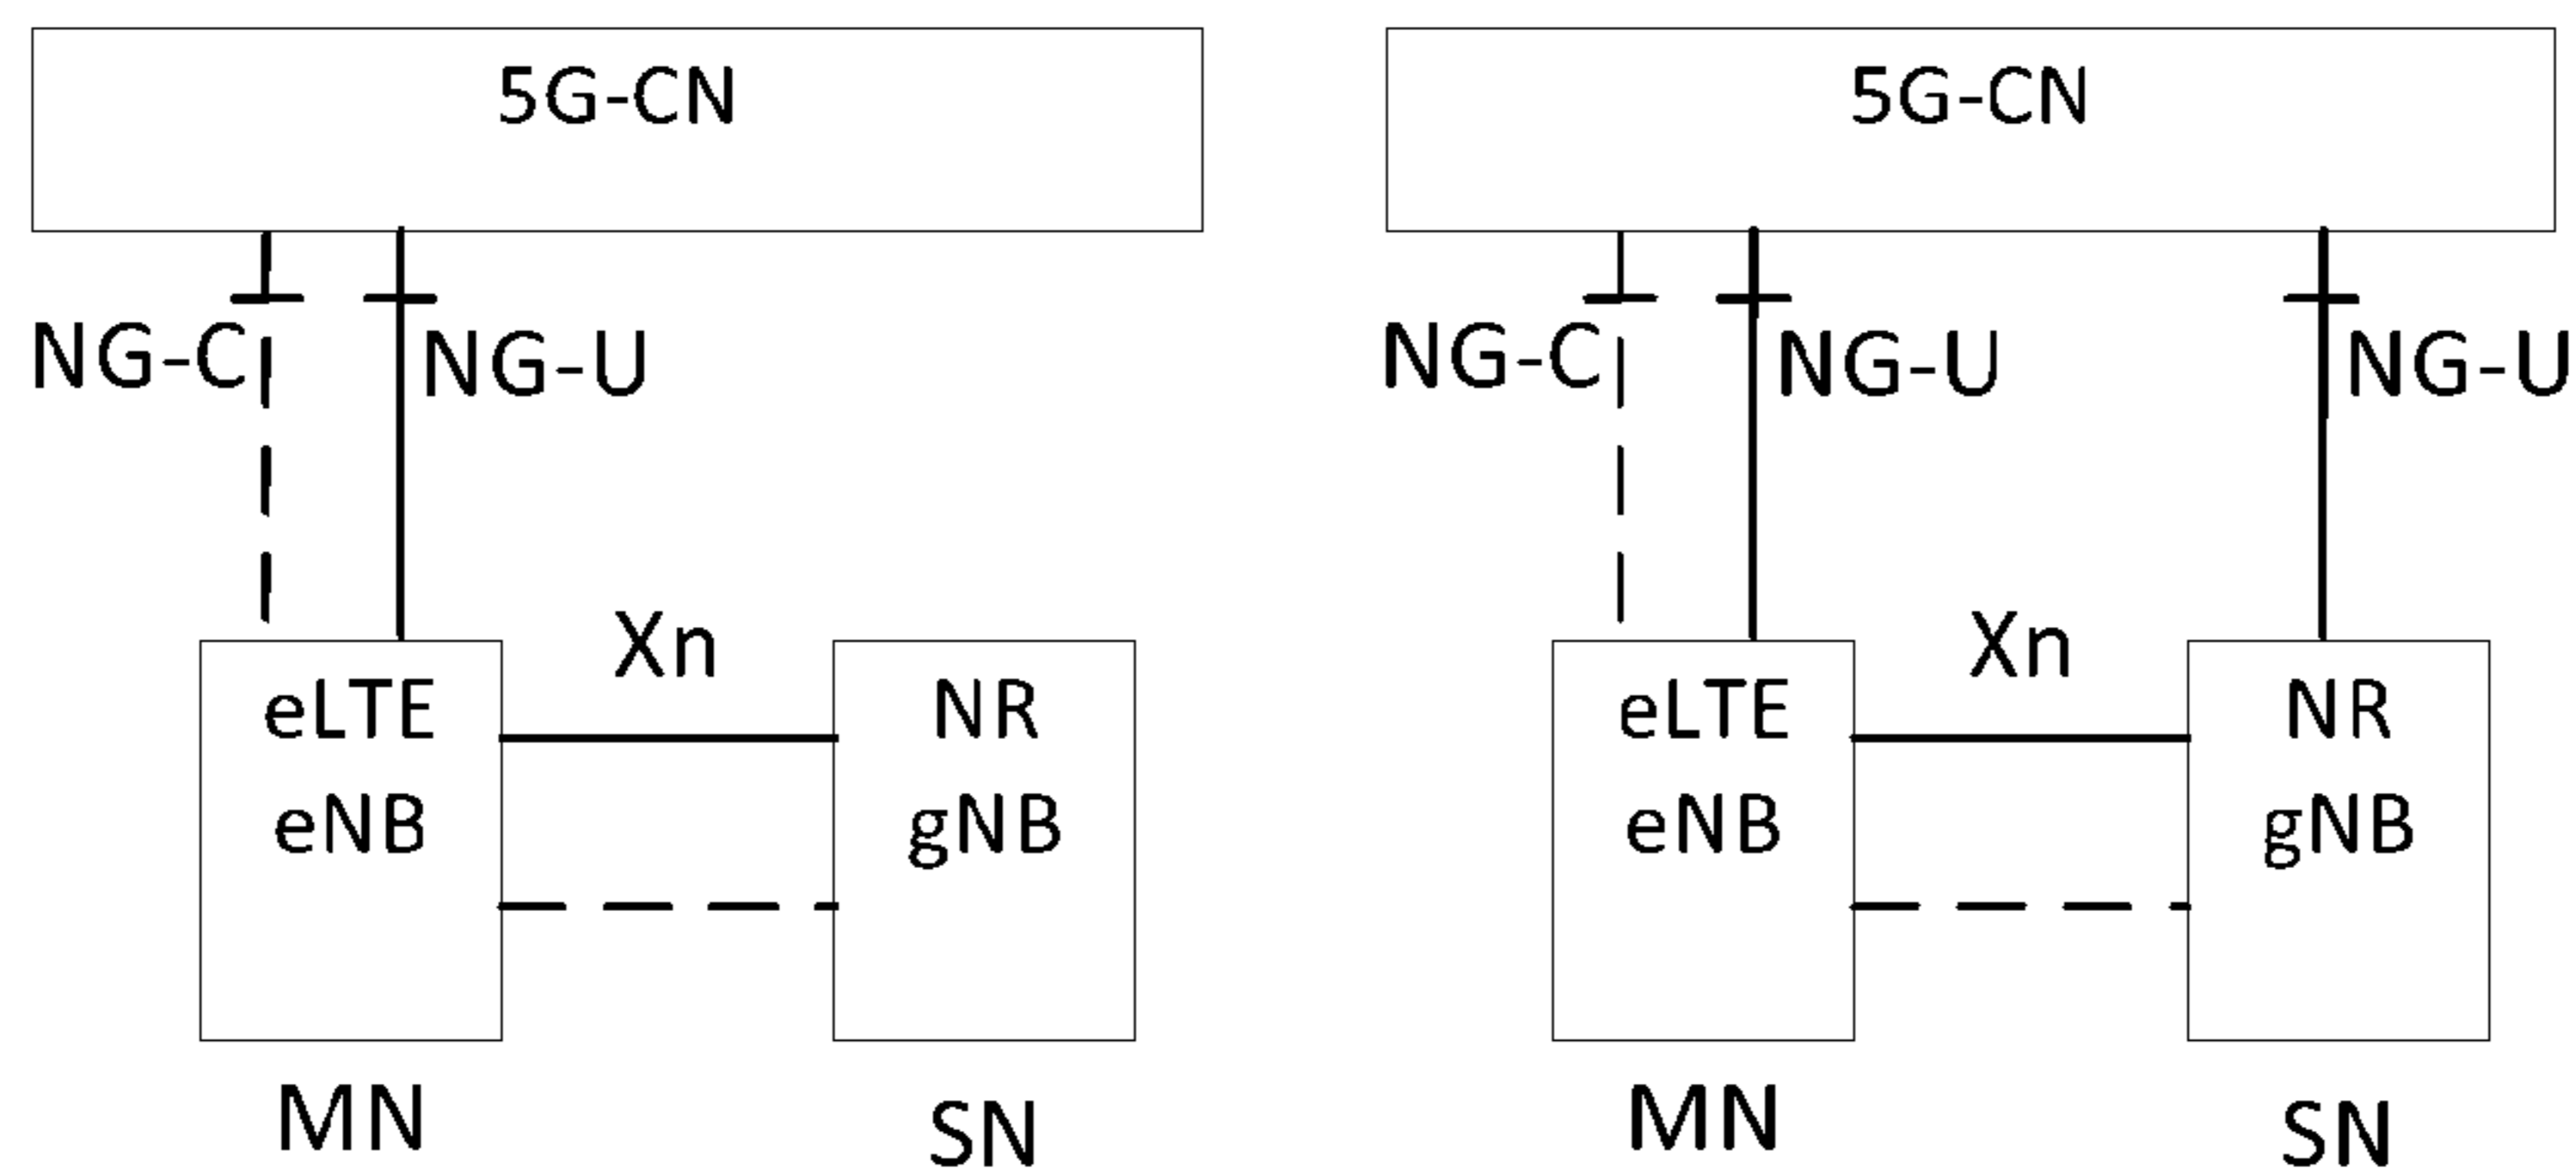 5G-CN
NG-C
NG-U
Xn
eLTE
eNB
NR
gNB
MN
SN
5G-CN
NG-C
NG-U
NG-U
Xn
eLTE
eNB
NR
gNB
MN
SN